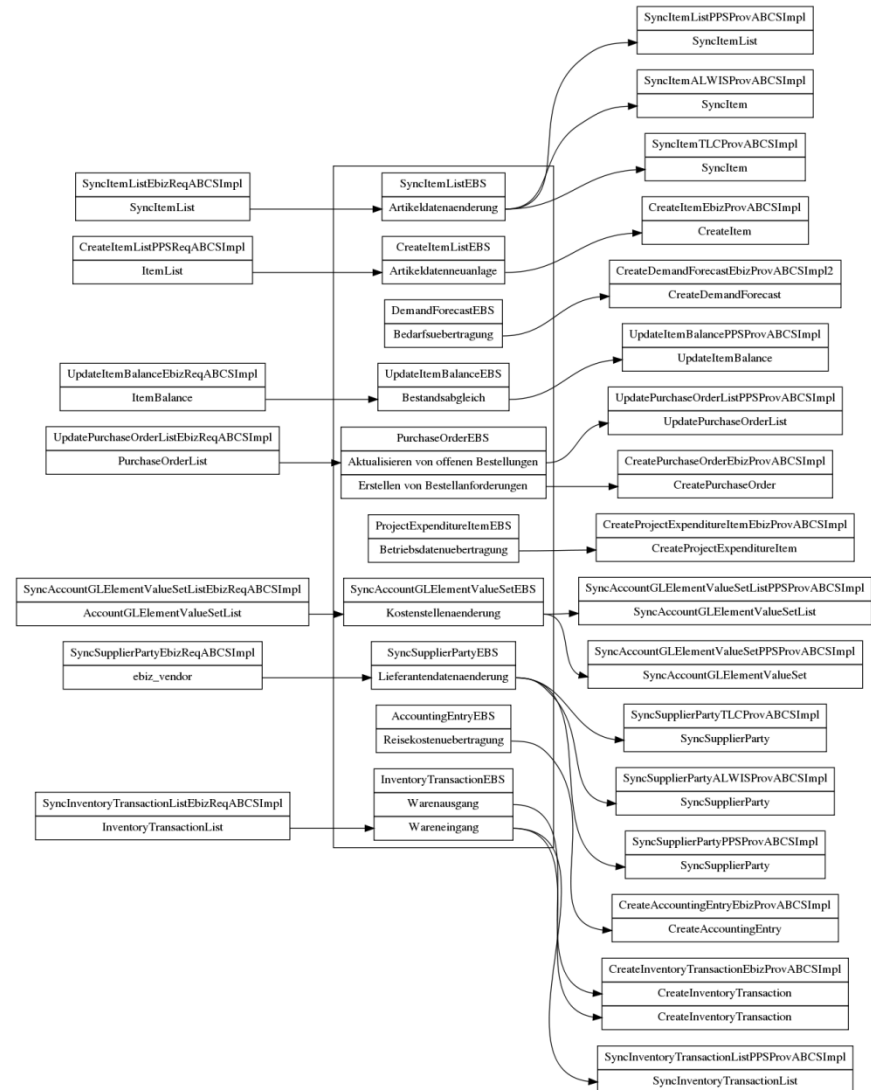 SyncItemListPPSProvABCSImpl
SyncItemList
SyncItemALWISProvABCSImpl
SyncItem
SyncItemTLCProvABCSImpl
SyncItem
SyncItemListEbizReqABCSImpl
SyncItemList
SyncItemListEBS
Artikeldatenaenderung
CreateItemEbizProvABCSImpl
CreateItem
CreateItemListPPSReqABCSImpl
ItemList
CreateItemListEBS
Artikeldatenneuanlage
CreateDemandForecastEbizProvABCSImpl2
CreateDemandForecast
DemandForecastEBS
Bedarfsuebertragung
UpdateItemBalancePPSProvABCSImpl
UpdateItemBalance
UpdateItemBalanceEbizReqABCSImpl
ItemBalance
UpdateItemBalanceEBS
Bestandsabgleich
UpdatePurchaseOrderListPPSProvABCSImpl
UpdatePurchaseOrderList
UpdatePurchaseOrderListEbizReqABCSImpl
PurchaseOrderList
PurchaseOrderEBS
Aktualisieren von offenen Bestellungen
Erstellen von Bestellanforderungen
CreatePurchaseOrderEbizProvABCSImpl
CreatePurchaseOrder
ProjectExpenditureItemEBS
Betriebsdatenuebertragung
CreateProjectExpenditureItemEbizProvABCSImpl
CreateProjectExpenditureItem
SyncAccountGLElementValueSetListEbizReqABCSImpl
AccountGLElementValueSetList
SyncAccountGLElementValueSetEBS
Kostenstellenaenderung
SyncAccountGLElementValueSetListPPSProvABCSImpl
SyncAccountGLElementValueSetList
SyncSupplierPartyEbizReqABCSImpl
ebiz_vendor
SyncSupplierPartyEBS
Lieferantendatenaenderung
SyncAccountGLElementValueSetPPSProvABCSImpl
SyncAccountGLElementValueSet
AccountingEntryEBS
Reisekostenuebertragung
SyncSupplierPartyTLCProvABCSImpl
SyncSupplierParty
InventoryTransactionEBS
Warenausgang
Wareneingang
SyncSupplierPartyALWISProvABCSImpl
SyncSupplierParty
SyncInventoryTransactionListEbizReqABCSImpl
InventoryTransactionList
SyncSupplierPartyPPSProvABCSImpl
SyncSupplierParty
CreateAccountingEntryEbizProvABCSImpl
CreateAccountingEntry
CreateInventoryTransactionEbizProvABCSImpl
CreateInventoryTransaction
CreateInventoryTransaction
SyncInventoryTransactionListPPSProvABCSImpl
SyncInventoryTransactionList